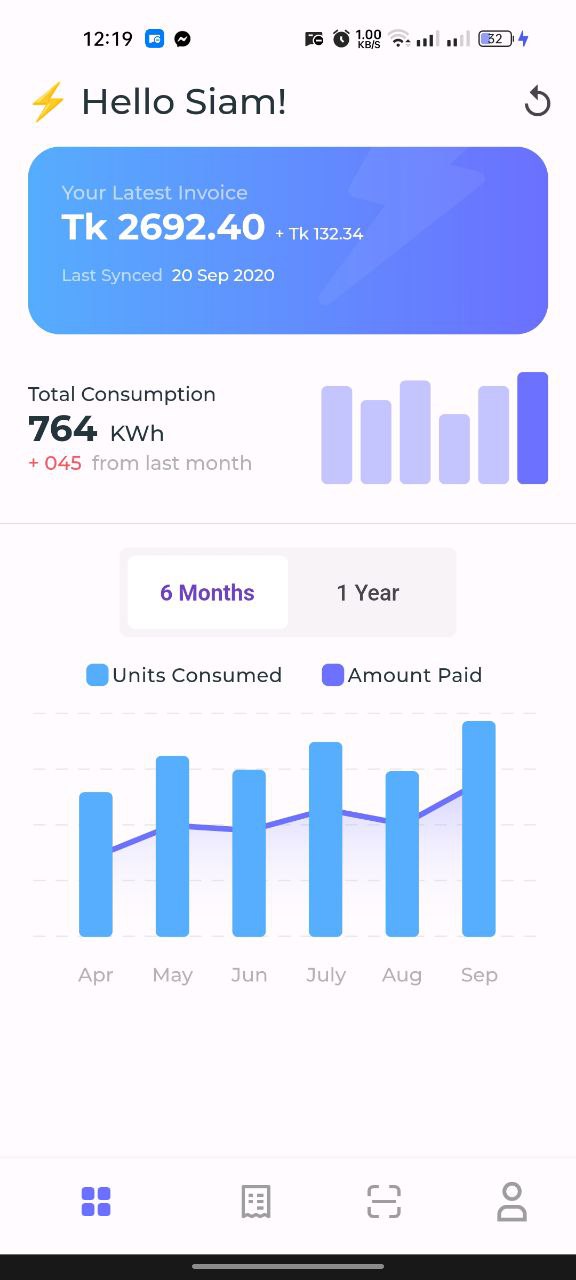 12:19
1.00
KB/S
32
Hello Siam!
Your Latest Invoice
Tk 2692.40 + Tk 132.34
Last Synced 20 Sep 2020
Total Consumption
764 KWh
+ 045 from last month
6 Months 1 Year
Units Consumed Amount Paid
Apr May Jun July Aug Sep